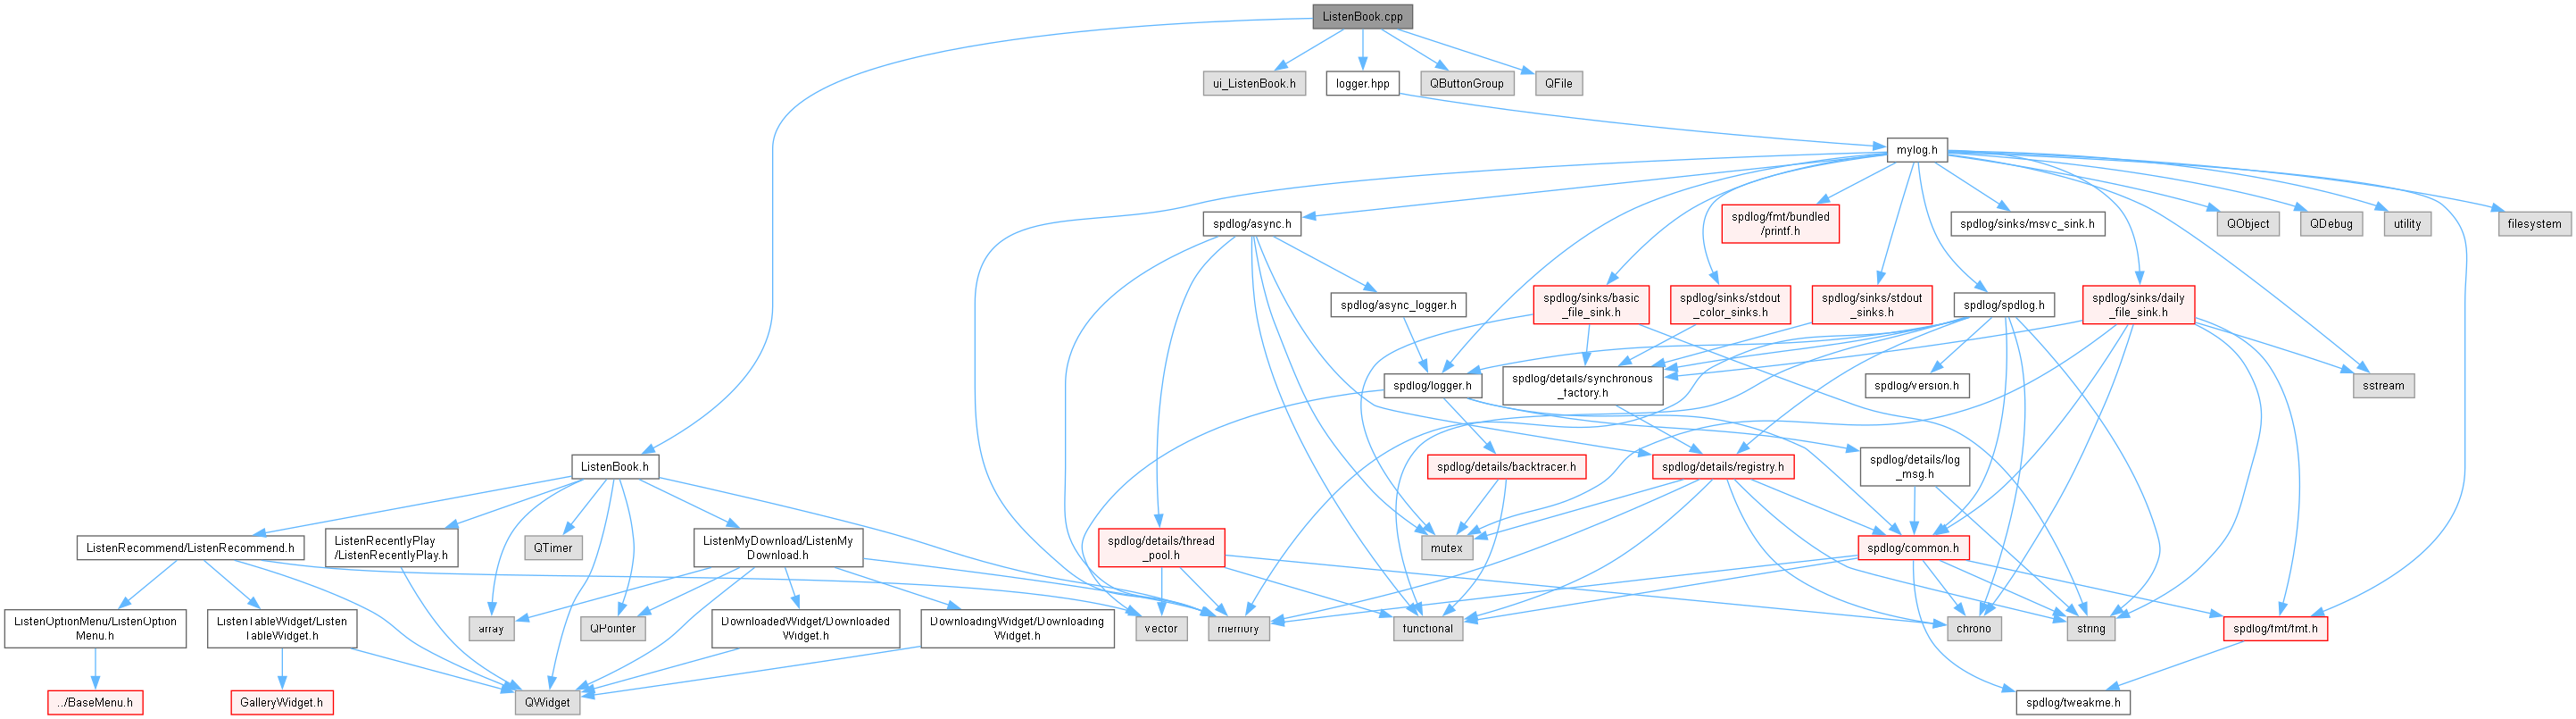 ListenBook.cpp
ui_ListenBook.h
logger.hpp
QButtonGroup
QFile
mylog.h
spdlog/async.h
spdlog/fmt/bundled
/printf.h
spdlog/sinks/msvc_sink.h
QObject
QDebug
utility
filesystem
spdlog/async_logger.h
spdlog/sinks/basic
_file_sink.h
spdlog/sinks/stdout
_color_sinks.h
spdlog/sinks/stdout
_sinks.h
spdlog/spdlog.h
spdlog/sinks/daily
_file_sink.h
spdlog/logger.h
spdlog/details/synchronous
_factory.h
spdlog/version.h
sstream
ListenBook.h
spdlog/details/backtracer.h
spdlog/details/registry.h
spdlog/details/log
_msg.h
ListenRecommend/ListenRecommend.h
ListenRecentlyPlay
/ListenRecentlyPlay.h
QTimer
ListenMyDownload/ListenMy
Download.h
spdlog/details/thread
_pool.h
mutex
spdlog/common.h
ListenOptionMenu/ListenOption
Menu.h
ListenTableWidget/Listen
TableWidget.h
array
QPointer
DownloadedWidget/Downloaded
Widget.h
DownloadingWidget/Downloading
Widget.h
vector
memory
functional
chrono
string
spdlog/fmt/fmt.h
../BaseMenu.h
GalleryWidget.h
QWidget
spdlog/tweakme.h